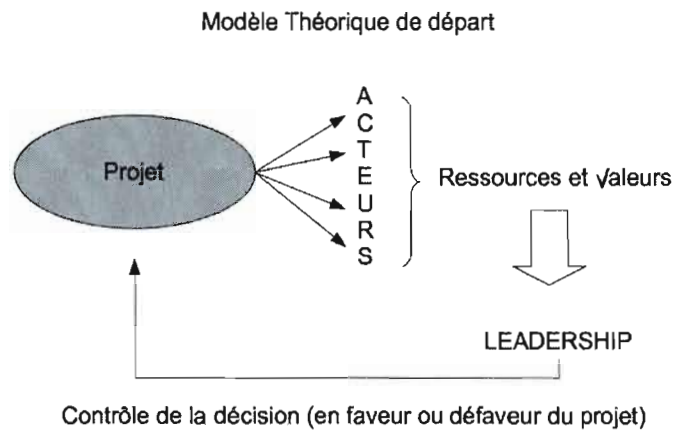 Modèle Théorique de départ
Projet
A
C
T
E
U
R
S
Ressources et Valeurs
LEADERSHIP
Contrôle de la décision (en faveur ou défaveur du projet)